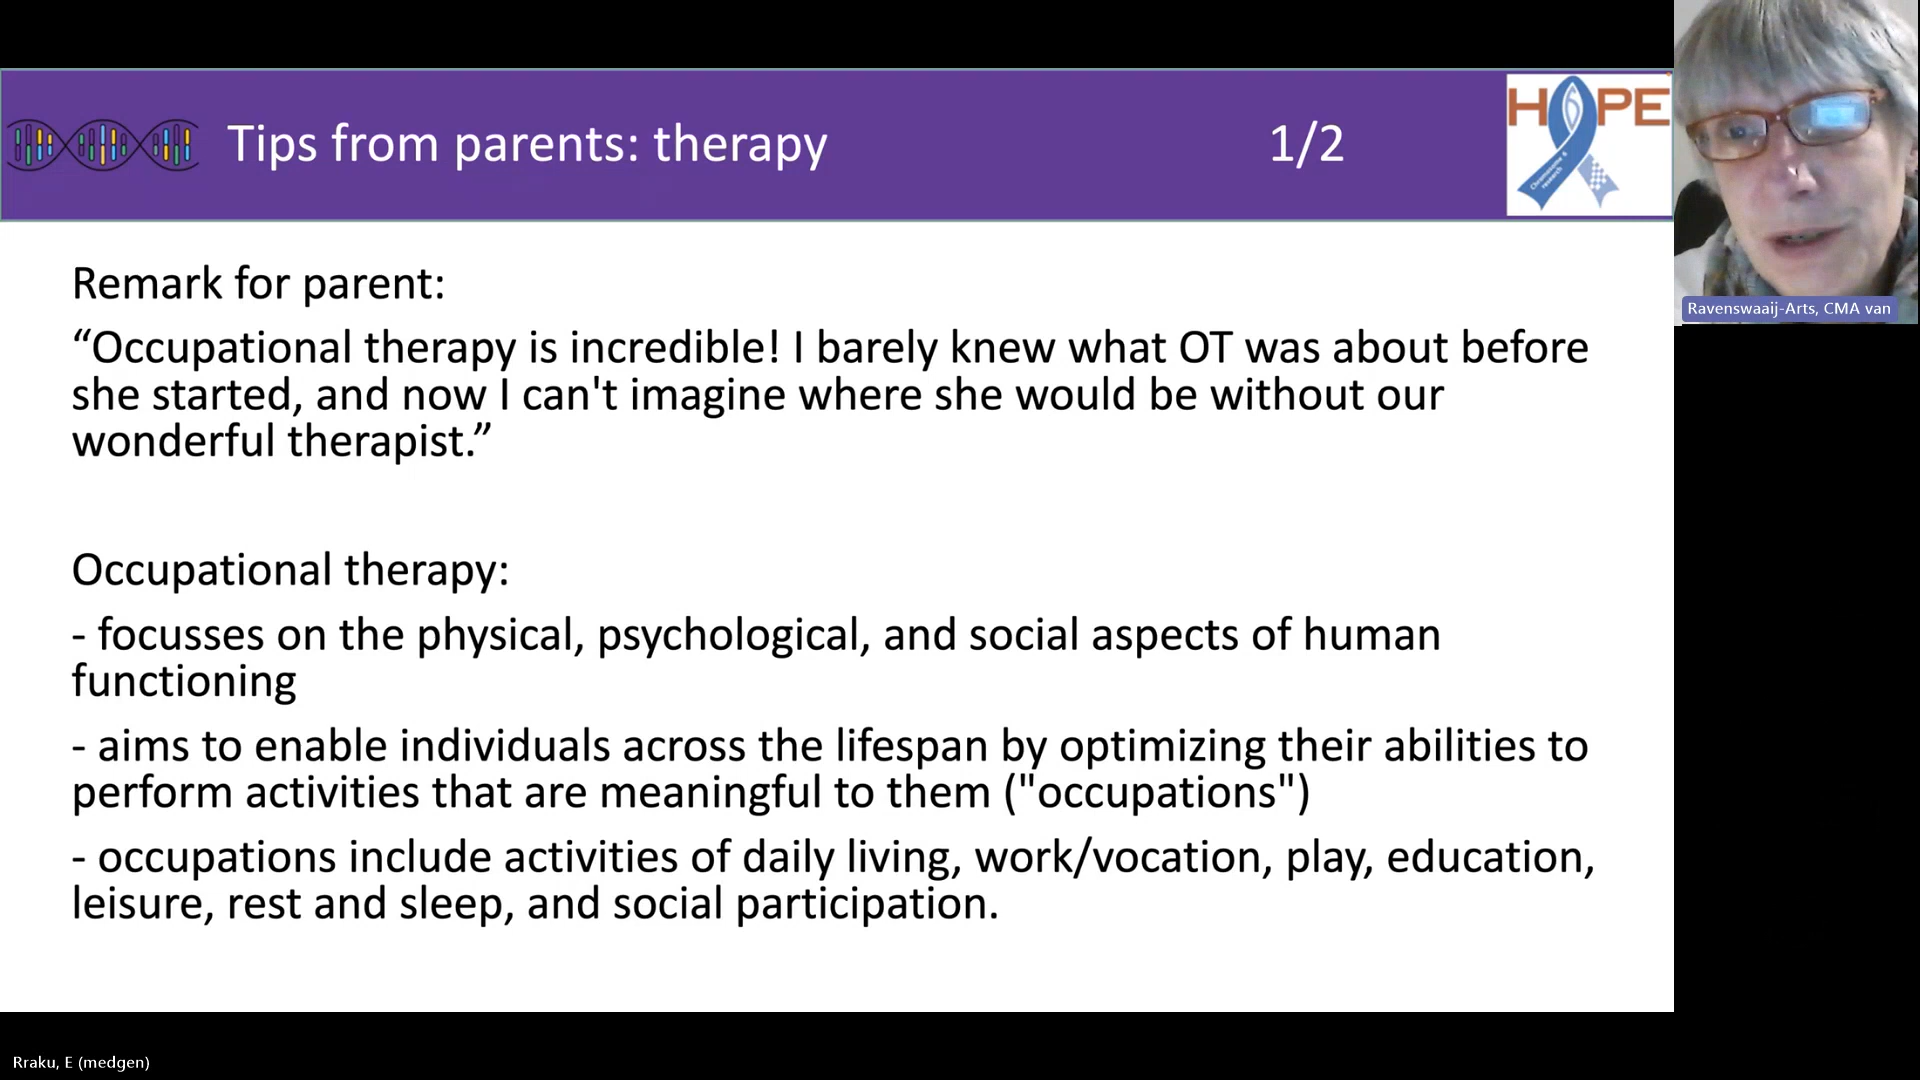 Tips from parents: therapy
1/2
HOPE
6
Chromosome 6
research
Ravenswaaij-Arts, CMA van
Remark for parent:
“Occupational therapy is incredible! I barely knew what OT was about before
she started, and now I can't imagine where she would be without our
wonderful therapist.”
Occupational therapy:
- focusses on the physical, psychological, and social aspects of human
functioning
- aims to enable individuals across the lifespan by optimizing their abilities to
perform activities that are meaningful to them ("occupations")
- occupations include activities of daily living, work/vocation, play, education,
leisure, rest and sleep, and social participation.
Rraku, E (medgen)